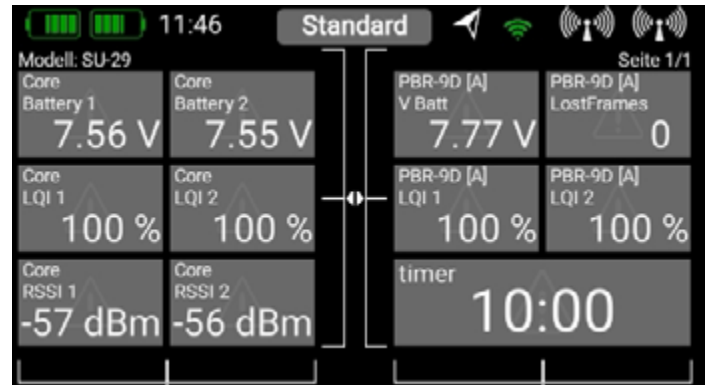 11:46 Standard
Modell: SU-29
Seite 1/1
Core
Battery 1
7.56 V
Core
Battery 2
7.55 V
PBR-9D [A]
V Batt
7.77 V
PBR-9D [A]
LostFrames
0
Core
LQI 1
100 %
Core
LQI 2
100 %
PBR-9D [A]
LQI 1
100 %
PBR-9D [A]
LQI 2
100 %
Core
RSSI 1
-57 dBm
Core
RSSI 2
-56 dBm
timer
10:00